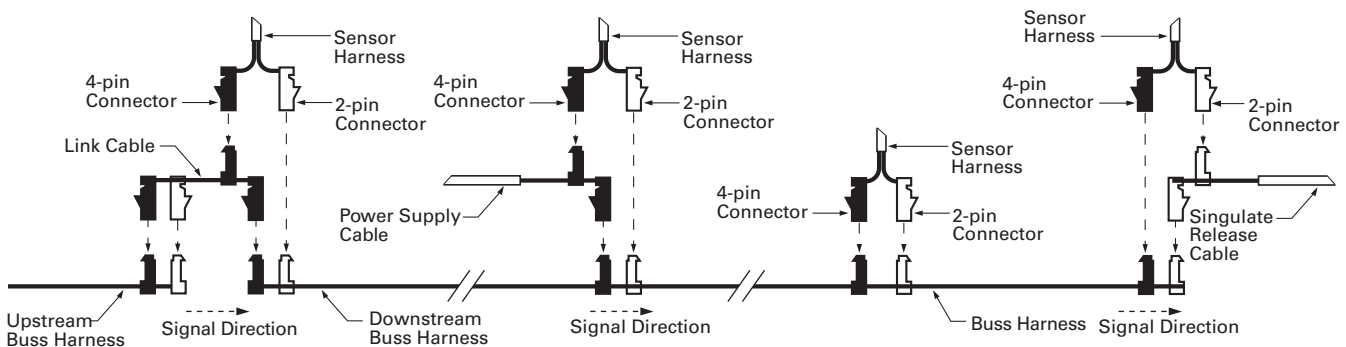 Sensor
Harness
4-pin
Connector
2-pin
Connector
Link Cable
Upstream
Buss Harness
Signal Direction
Downstream
Buss Harness
Sensor
Harness
4-pin
Connector
2-pin
Connector
Power Supply
Cable
Signal Direction
Sensor
Harness
4-pin
Connector
2-pin
Connector
Buss Harness
Sensor
Harness
4-pin
Connector
2-pin
Connector
Singulate
Release
Cable
Signal Direction